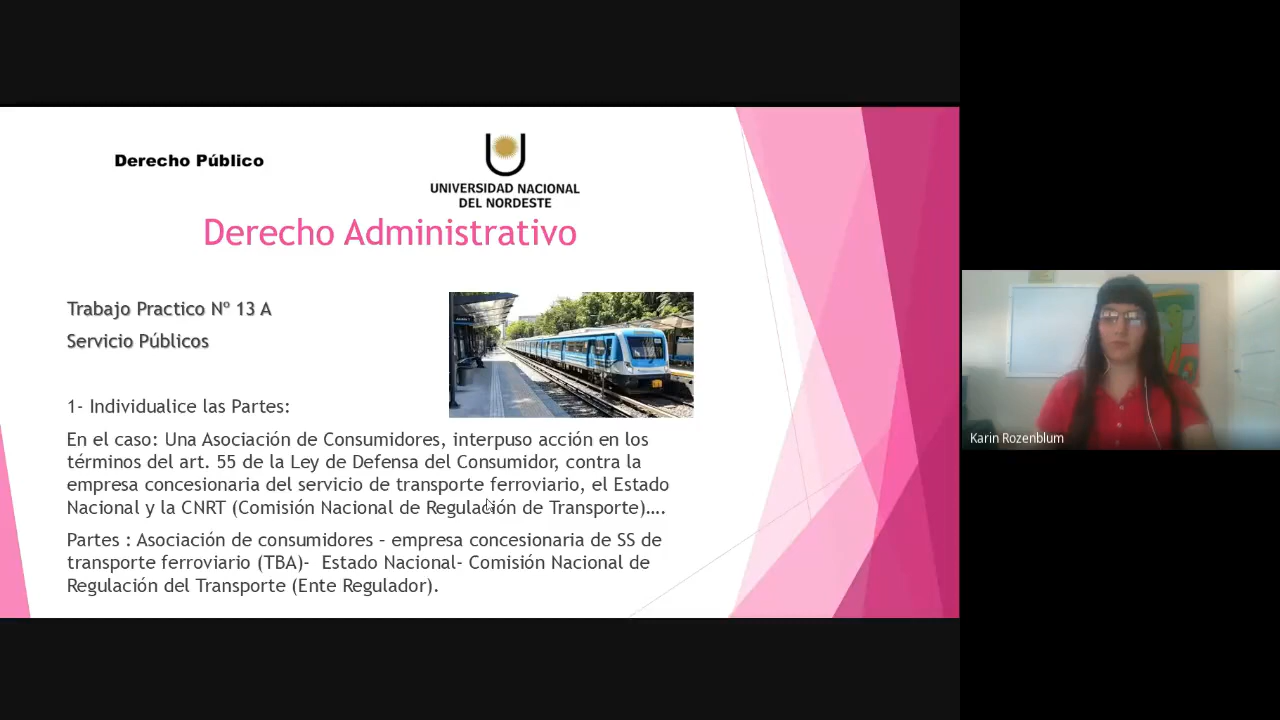 Derecho Público
UNIVERSIDAD NACIONAL
DEL NORDESTE
Derecho Administrativo
Trabajo Practico Nº 13 A
Servicio Públicos
1- Individualice las Partes:
En el caso: Una Asociación de Consumidores, interpuso acción en los
términos del art. 55 de la Ley de Defensa del Consumidor, contra la
empresa concesionaria del servicio de transporte ferroviario, el Estado
Nacional y la CNRT (Comisión Nacional de Regulación de Transporte)….
Partes : Asociación de consumidores – empresa concesionaria de SS de
transporte ferroviario (TBA)- Estado Nacional- Comisión Nacional de
Regulación del Transporte (Ente Regulador).
Karin Rozenblum